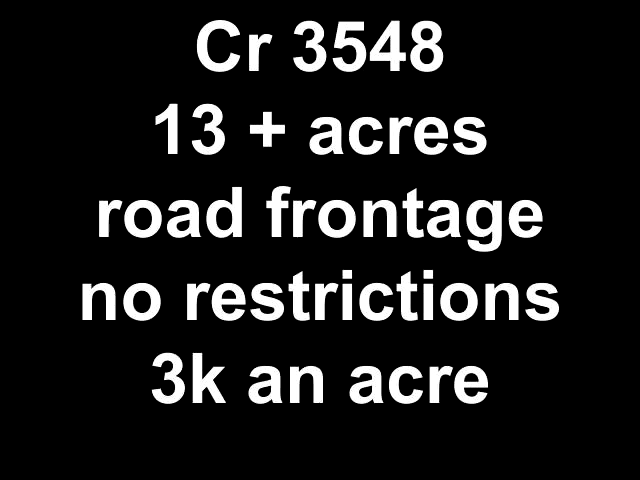 Cr 3548
13 + acres
road frontage
no restrictions
3k an acre